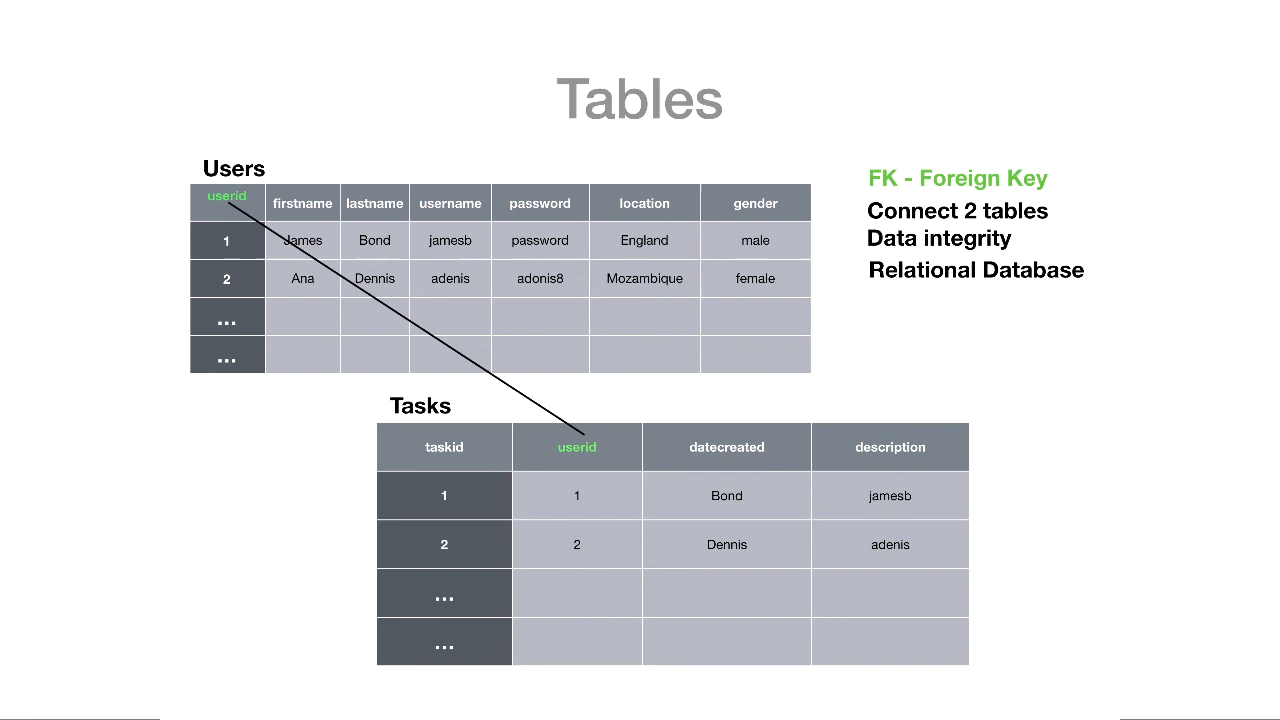 Tables
Users
userid firstname lastname username password location gender
1 James Bond jamesb password England male
2 Ana Dennis adenis adonis8 Mozambique female
...
...
FK - Foreign Key
Connect 2 tables
Data integrity
Relational Database
Tasks
taskid userid datecreated description
1 1 Bond jamesb
2 2 Dennis adenis
...
...